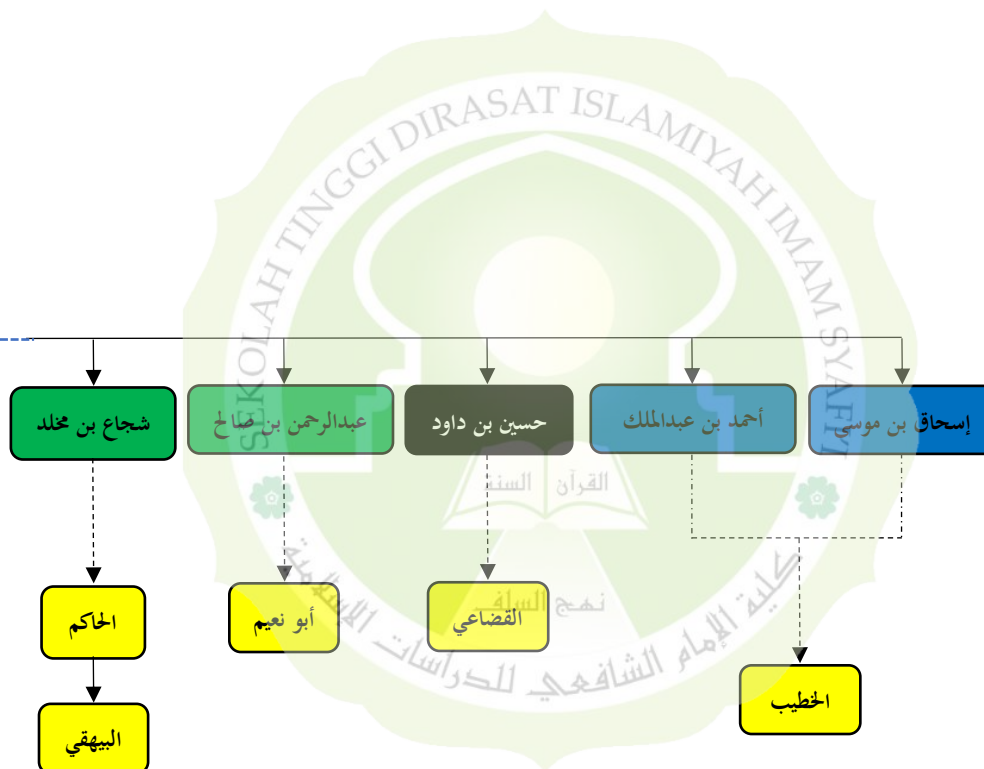 SEKOLAH TINGGI DIRASAT ISLAMIYAH IMAM SYAFI'I
إسحاق بن موسى
أحمد بن عبدالملك
حسين بن داود
عبدالرحمن بن صالح
شجاع بن مخلد
القرآن السنة
نهج السلف
كلية الإمام الشافعي للدراسات الإسلامية
القضاعي
أبو نعيم
الحاكم
الخطيب
البيهقي